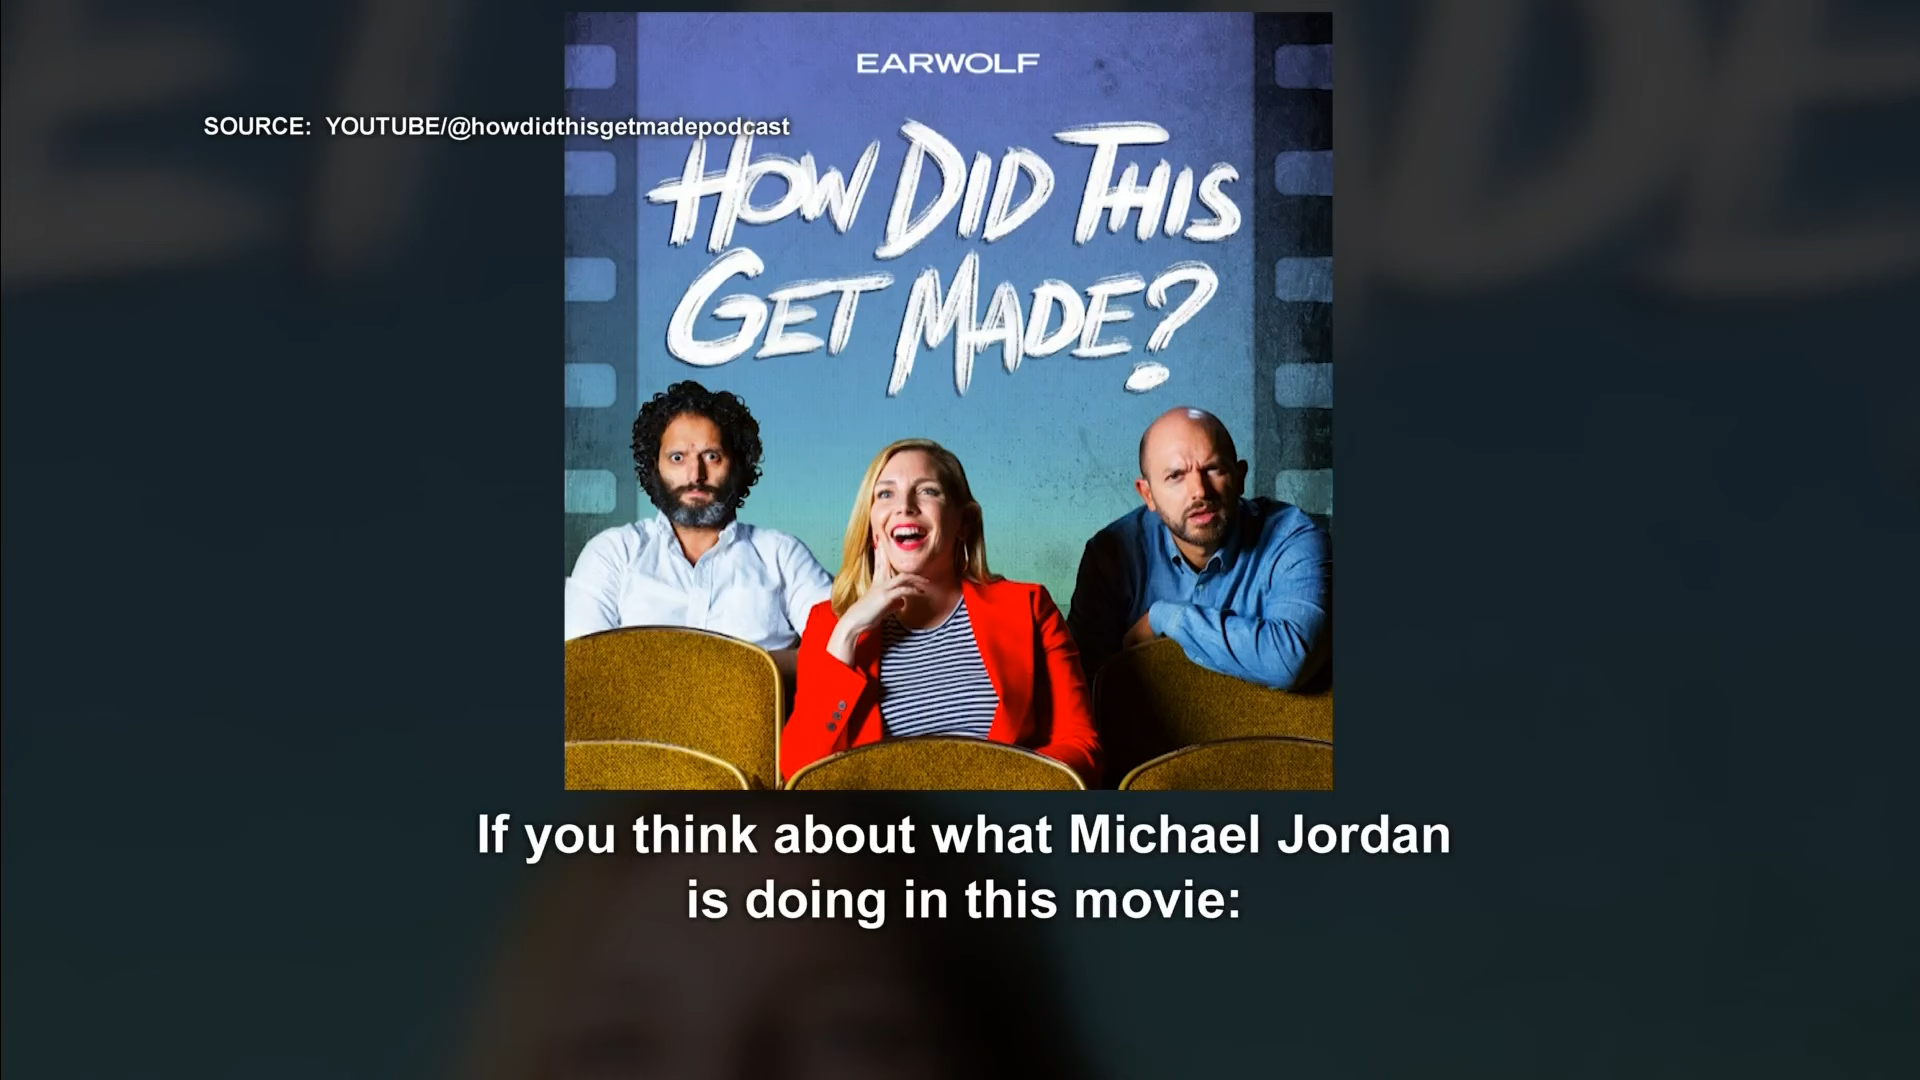 EARWOLF
SOURCE: YOUTUBE/@howdidthisgetmadepodcast
HOW DID THIS
GET MADE?
If you think about what Michael Jordan
is doing in this movie: